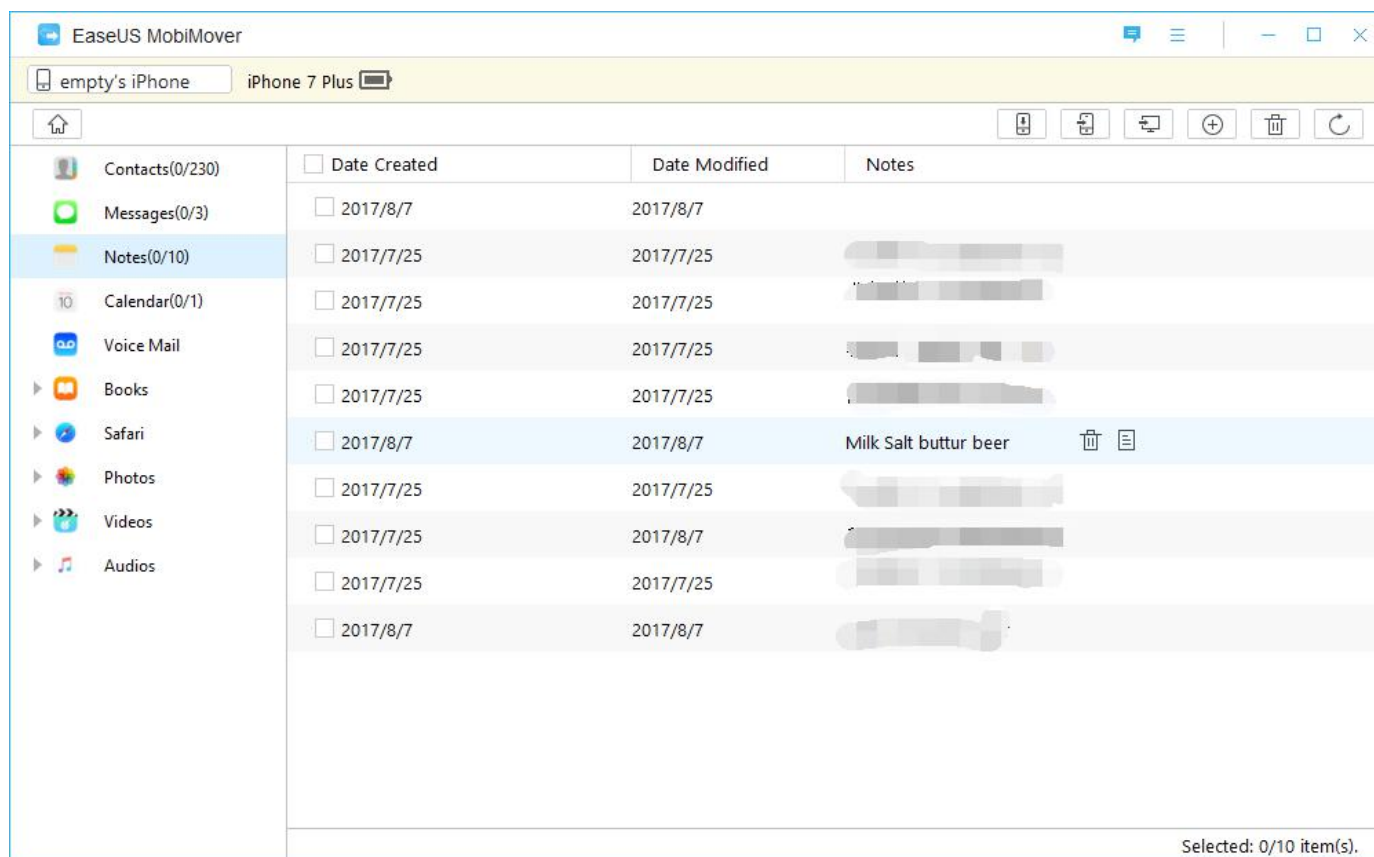 EaseUS MobiMover
empty's iPhone iPhone 7 Plus
Contacts(0/230)
Messages(0/3)
Notes(0/10)
10 Calendar(0/1)
Voice Mail
Books
Safari
Photos
Videos
Audios
Date Created Date Modified Notes
2017/8/7 2017/8/7
2017/7/25 2017/7/25
2017/7/25 2017/7/25
2017/7/25 2017/7/25
2017/7/25 2017/7/25
2017/8/7 2017/8/7 Milk Salt buttur beer
2017/7/25 2017/7/25
2017/7/25 2017/8/7
2017/7/25 2017/7/25
2017/8/7 2017/8/7
Selected: 0/10 item(s).